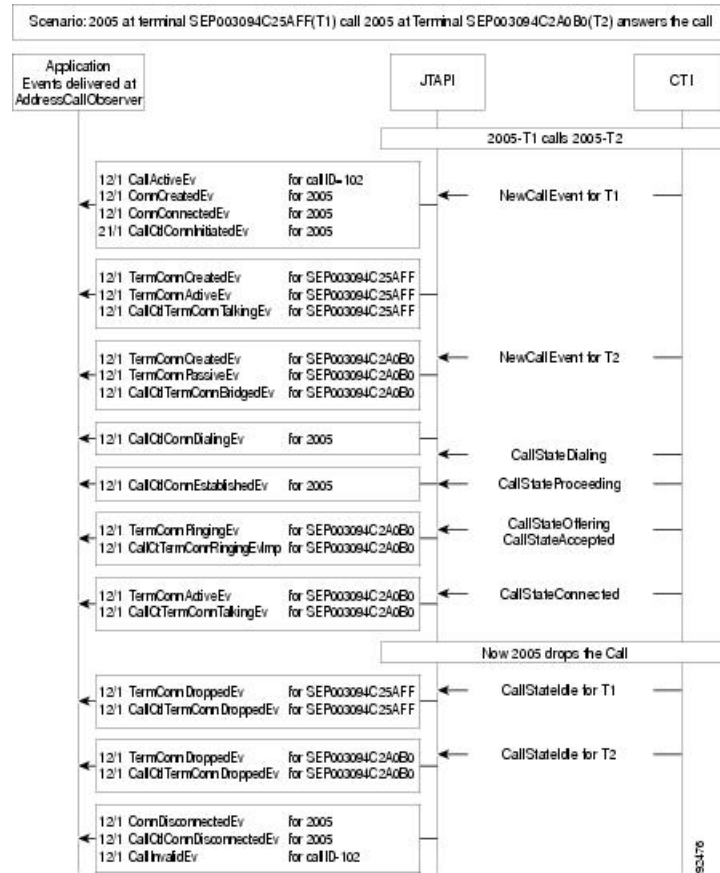 Scenario: 2005 at terminal SEP003094C25AFF(T1) call 2005 at Terminal SEP003094C2A0B0(T2) answers the call
Application
Events delivered at
AddressCallObserver
JTAPI
CTI
2005-T1 calls 2005-T2
12/1 CallActiveEv for callID=102
12/1 ConnCreatedEv for 2005
12/1 ConnConnectedEv for 2005
21/1 CallCtlConnInitiatedEv for 2005
NewCallEvent for T1
12/1 TermConnCreatedEv for SEP003094C25AFF
12/1 TermConnActiveEv for SEP003094C25AFF
12/1 CallCtlTermConnTalkingEv for SEP003094C25AFF
12/1 TermConnCreatedEv for SEP003094C2A0B0
12/1 TermConnPassiveEv for SEP003094C2A0B0
12/1 CallCtlTermConnBridgedEv for SEP003094C2A0B0
NewCallEvent for T2
12/1 CallCtlConnDialingEv for 2005
CallStateDialing
12/1 CallCtlConnEstablishedEv for 2005
CallStateProceeding
12/1 TermConnRingingEv for SEP003094C2A0B0
12/1 CallCtTermConnRingingEvImp for SEP003094C2A0B0
CallStateOffering
CallStateAccepted
12/1 TermConnActiveEv for SEP003094C2A0B0
12/1 CallCtTermConnTalkingEv for SEP003094C2A0B0
CallStateConnected
Now 2005 drops the Call
12/1 TermConnDroppedEv for SEP003094C25AFF
12/1 CallCtlTermConnDroppedEv for SEP003094C25AFF
CallStateIdle for T1
12/1 TermConnDroppedEv for SEP003094C2A0B0
12/1 CallCtlTermConnDroppedEv for SEP003094C2A0B0
CallStateIdle for T2
12/1 ConnDisconnectedEv for 2005
12/1 CallCtlConnDisconnectedEv for 2005
12/1 CallInvalidEv for callID-102
92476